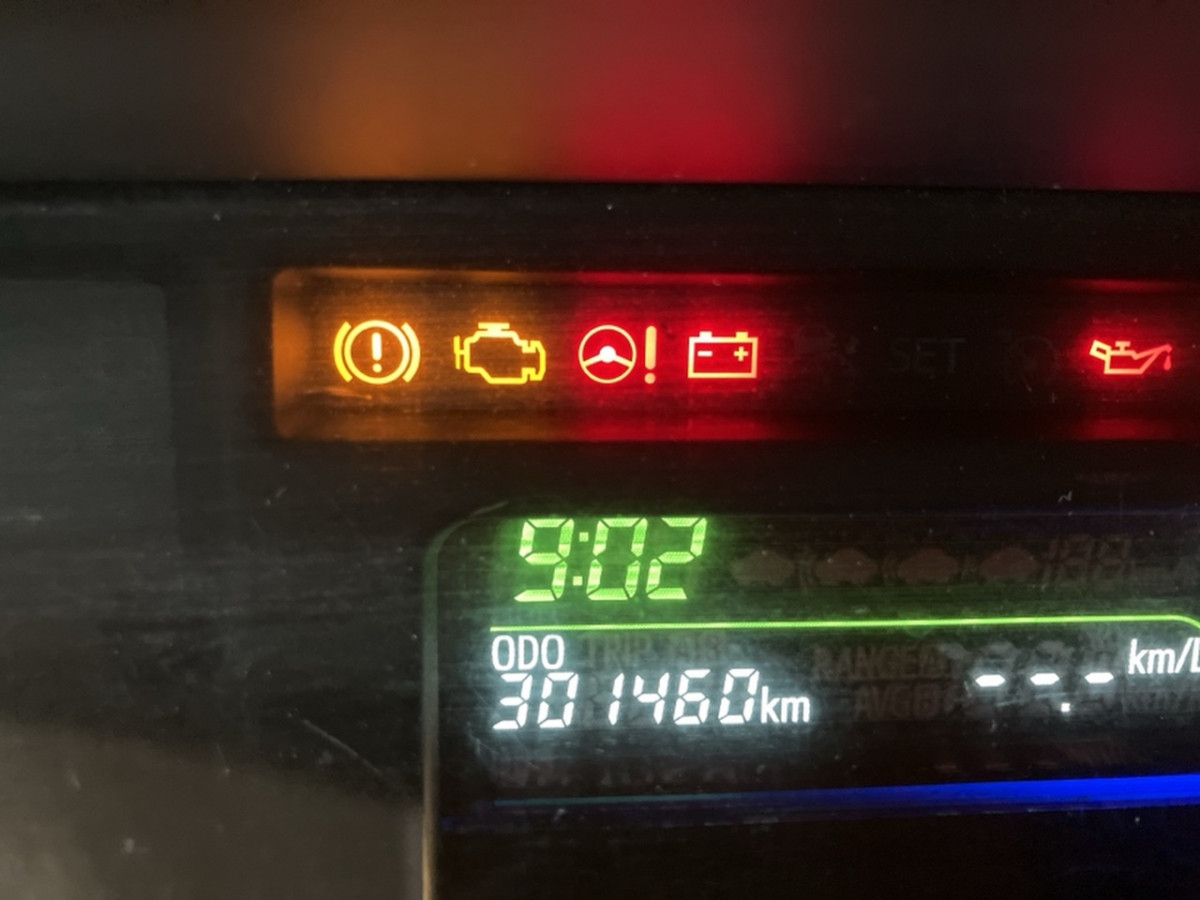 SET
9:02
ODO
301460km
---
km/L